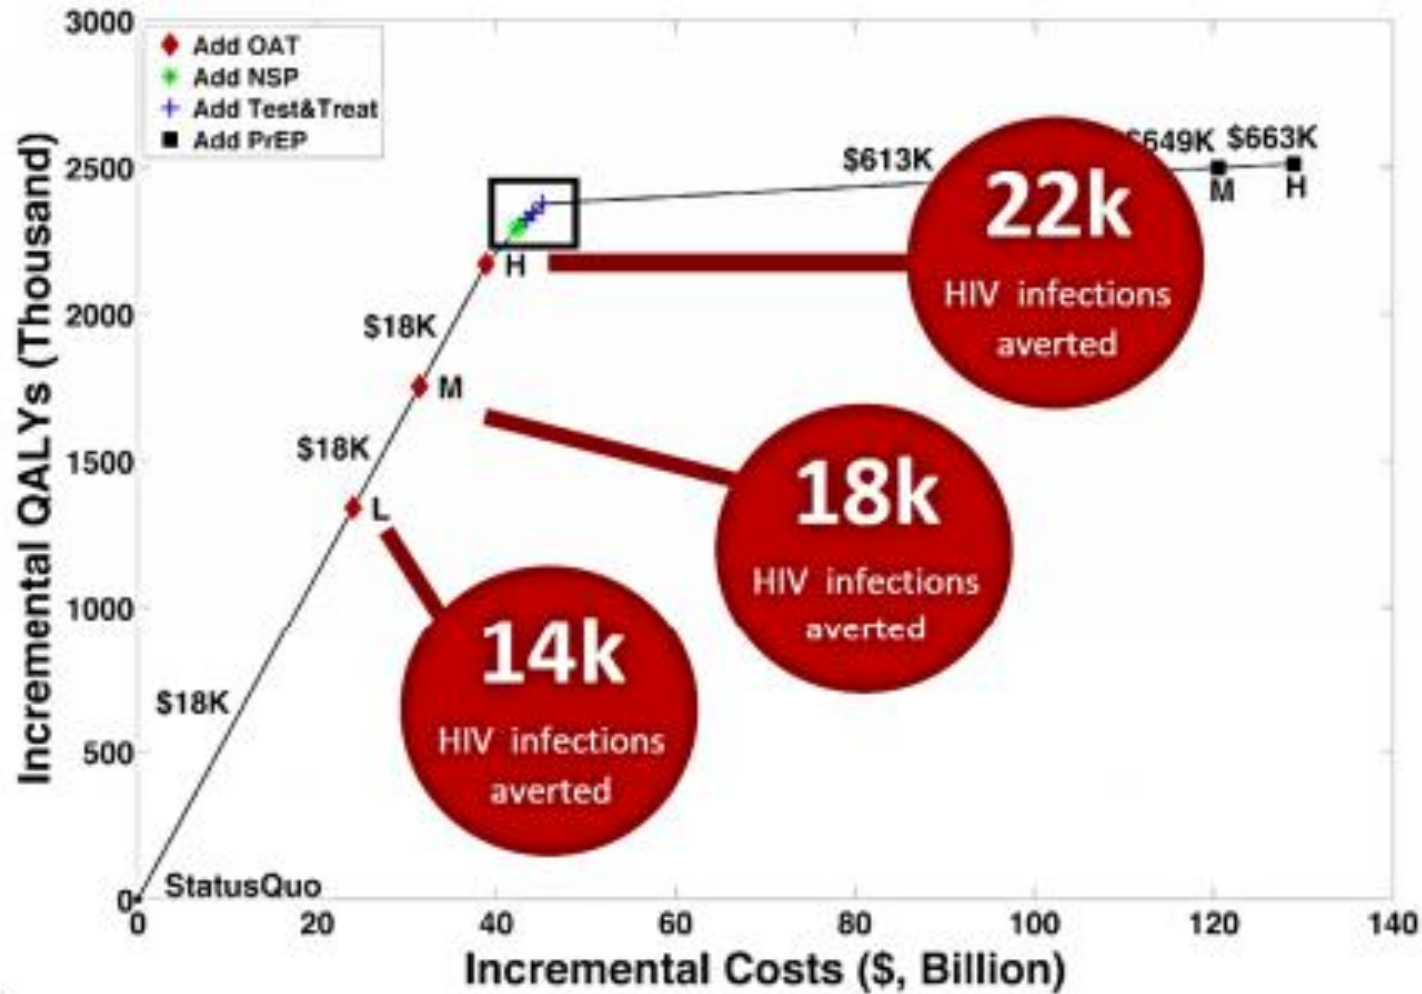 3000
Add OAT
Add NSP
Add Test&Treat
Add PrEP
2500
2000
1500
1000
500
0
Incremental QALYs (Thousand)
$613K
$649K $663K
M
H
H
$18K
M
$18K
L
$18K
StatusQuo
22k
HIV infections
averted
18k
HIV infections
averted
14k
HIV infections
averted
0 20 40 60 80 100 120 140
Incremental Costs ($, Billion)